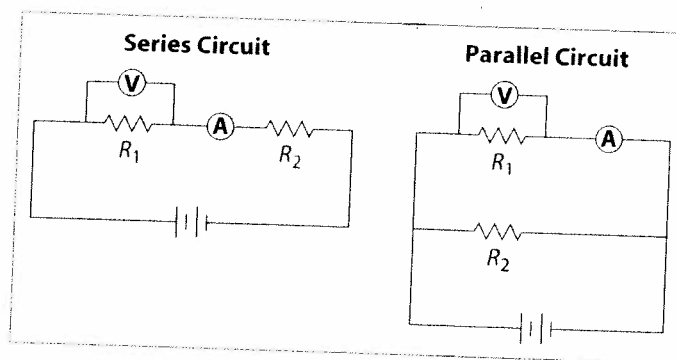 Series Circuit
V
A
R₁
R₂
Parallel Circuit
V
A
R₁
R₂